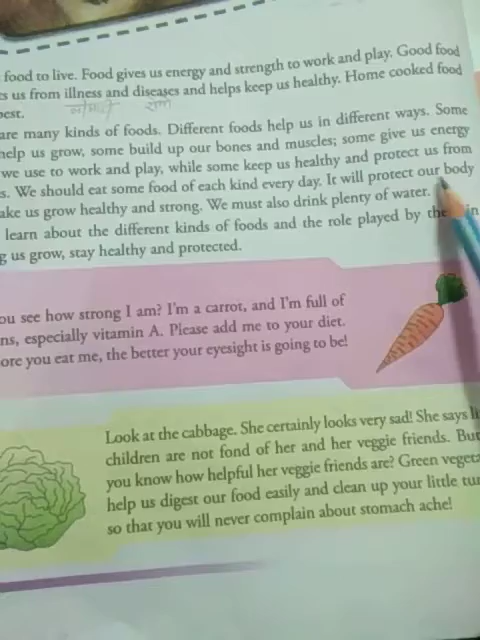 food to live. Food gives us energy and strength to work and play. Good food
us from illness and diseases and helps keep us healthy. Home cooked food
बीमारी
are many kinds of foods. Different foods help us in different ways. Some
help us grow, some build up our bones and muscles; some give us energy
we use to work and play, while some keep us healthy and protect us from
We should eat some food of each kind every day. It will protect our body
us grow healthy and strong. We must also drink plenty of water.
learn about the different kinds of foods and the role played by
us grow, stay healthy and protected.
you see how strong I am? I'm a carrot, and I'm full of
especially vitamin A. Please add me to your diet.
you eat me, the better your eyesight is going to be!
Look at the cabbage. She certainly looks very sad! She says
children are not fond of her and her veggie friends. But
you know how helpful her veggie friends are? Green
help us digest our food easily and clean up your little
so that you will never complain about stomach ache!